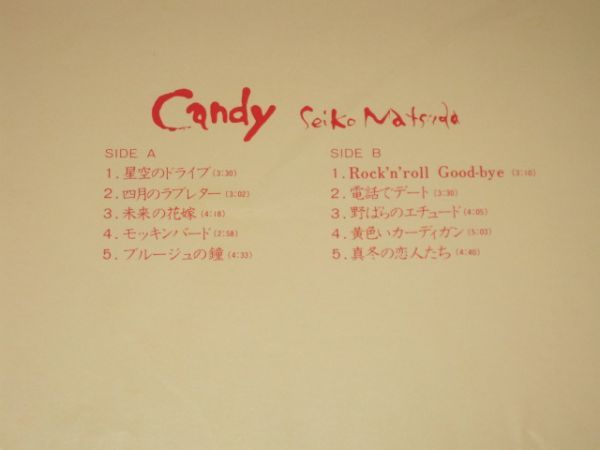 Candy Seiko Matsuda
SIDE A
1. 星空のドライブ (3:30)
2. 四月のラブレター (3:02)
3. 未来の花嫁 (4:18)
4. モッキンバード (2:58)
5. ブルージュの鐘 (4:33)
SIDE B
1. Rock'n'roll Good-bye (3:10)
2. 電話でデート (3:30)
3. 野ばらのエチュード (4:05)
4. 黄色いカーディガン (5:03)
5. 真冬の恋人たち (4:40)